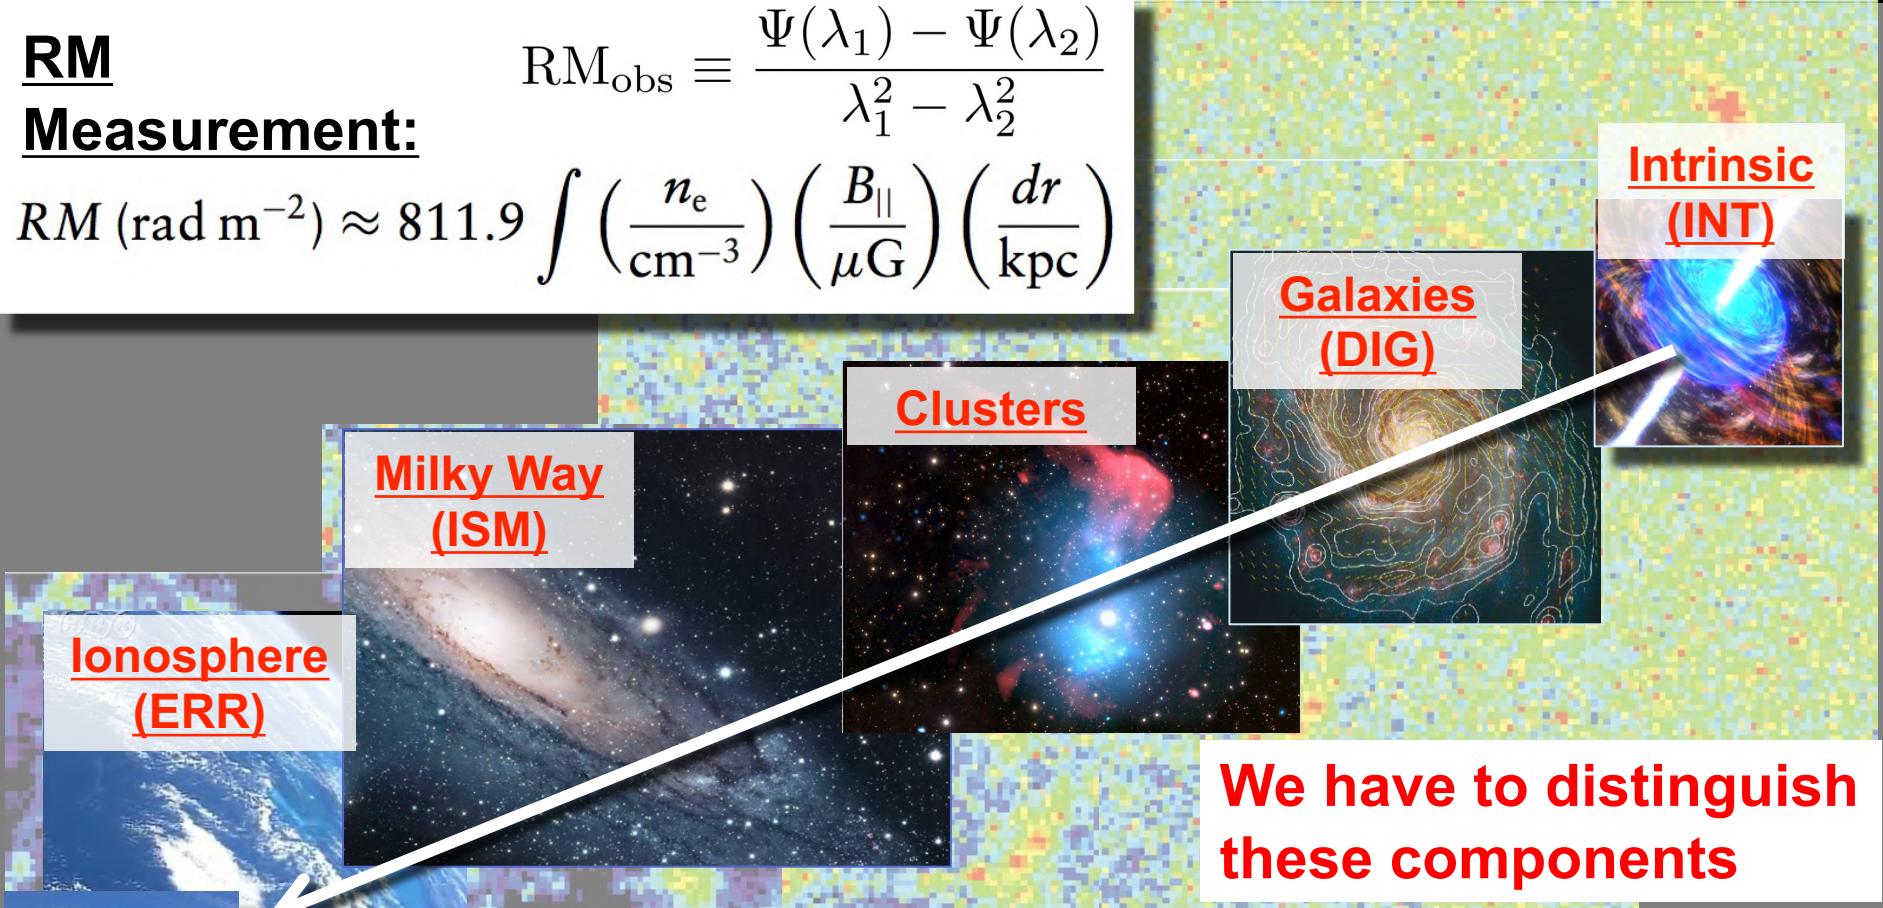 RM
Measurement:
RM_obs ≡ (Ψ(λ₁) − Ψ(λ₂)) / (λ₁² − λ₂²)
RM (rad m⁻²) ≈ 811.9 ∫ (nₑ / cm⁻³) (B_|| / μG) (dr / kpc)
Intrinsic
(INT)
Galaxies
(DIG)
Clusters
Milky Way
(ISM)
Ionosphere
(ERR)
We have to distinguish
these components